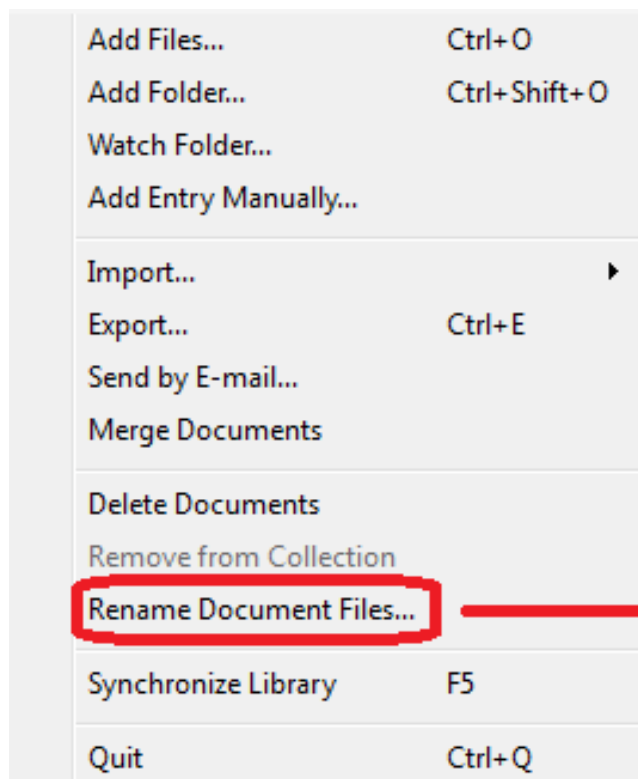 Add Files... Ctrl+O
Add Folder... Ctrl+Shift+O
Watch Folder...
Add Entry Manually...
Import...
Export... Ctrl+E
Send by E-mail...
Merge Documents
Delete Documents
Remove from Collection
Rename Document Files...
Synchronize Library F5
Quit Ctrl+Q